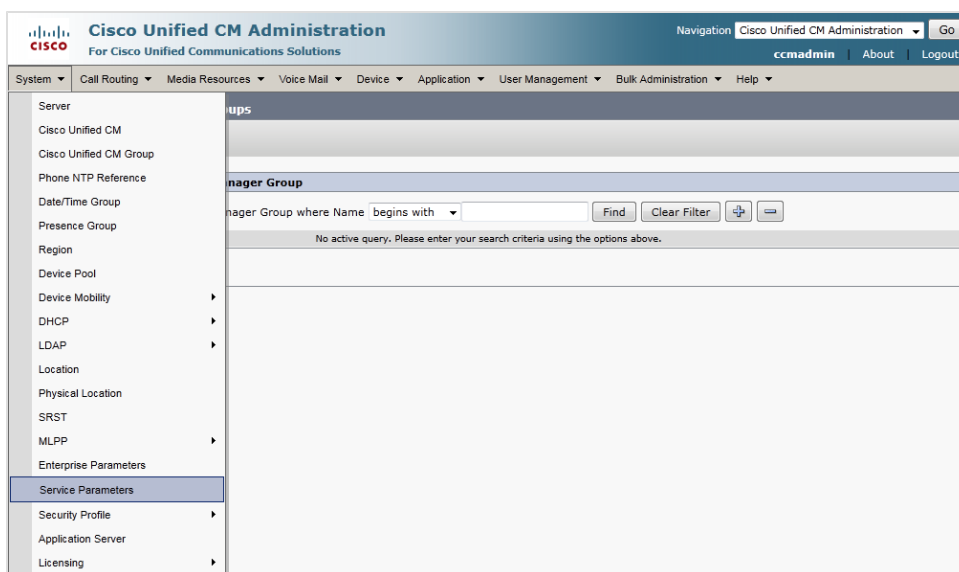 CISCO
Cisco Unified CM Administration
For Cisco Unified Communications Solutions
Navigation Cisco Unified CM Administration Go
ccmadmin | About | Logout
System Call Routing Media Resources Voice Mail Device Application User Management Bulk Administration Help
Server
Cisco Unified CM
Cisco Unified CM Group
Phone NTP Reference
Date/Time Group
Presence Group
Region
Device Pool
Device Mobility
DHCP
LDAP
Location
Physical Location
SRST
MLPP
Enterprise Parameters
Service Parameters
Security Profile
Application Server
Licensing
ups
nager Group
nager Group where Name begins with Find Clear Filter
No active query. Please enter your search criteria using the options above.